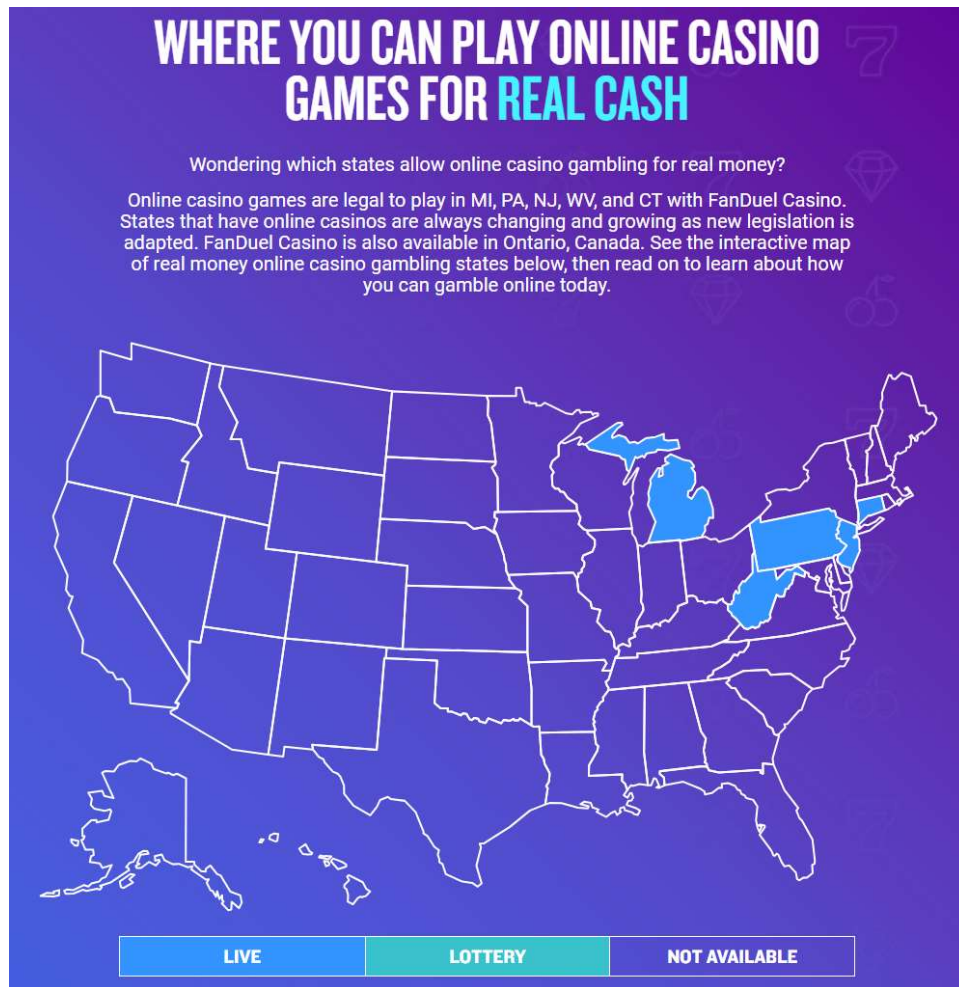 WHERE YOU CAN PLAY ONLINE CASINO
GAMES FOR REAL CASH
Wondering which states allow online casino gambling for real money?
Online casino games are legal to play in MI, PA, NJ, WV, and CT with FanDuel Casino.
States that have online casinos are always changing and growing as new legislation is
adapted. FanDuel Casino is also available in Ontario, Canada. See the interactive map
of real money online casino gambling states below, then read on to learn about how
you can gamble online today.
LIVE
LOTTERY
NOT AVAILABLE